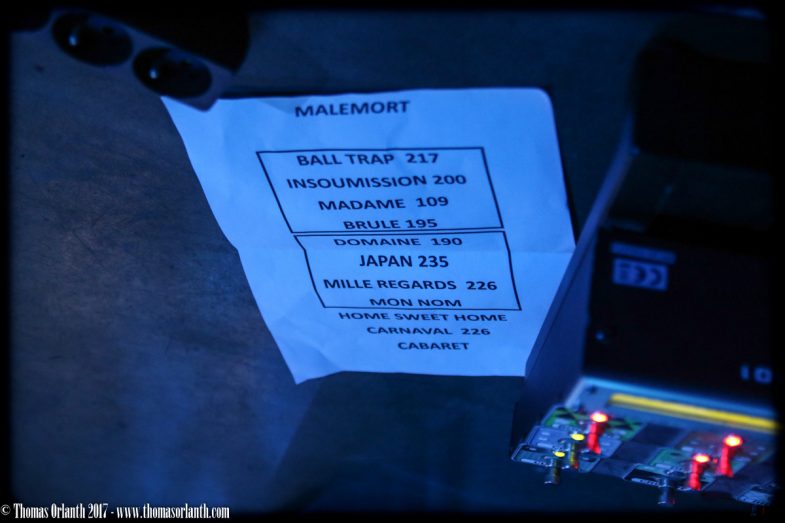 MALEMORT
BALL TRAP 217
INSOUMISSION 200
MADAME 109
BRULE 195
DOMAINE 190
JAPAN 235
MILLE REGARDS 226
MON NOM
HOME SWEET HOME
CARNAVAL 226
CABARET
CE
© Thomas Orlanth 2017 - www.thomasorlanth.com